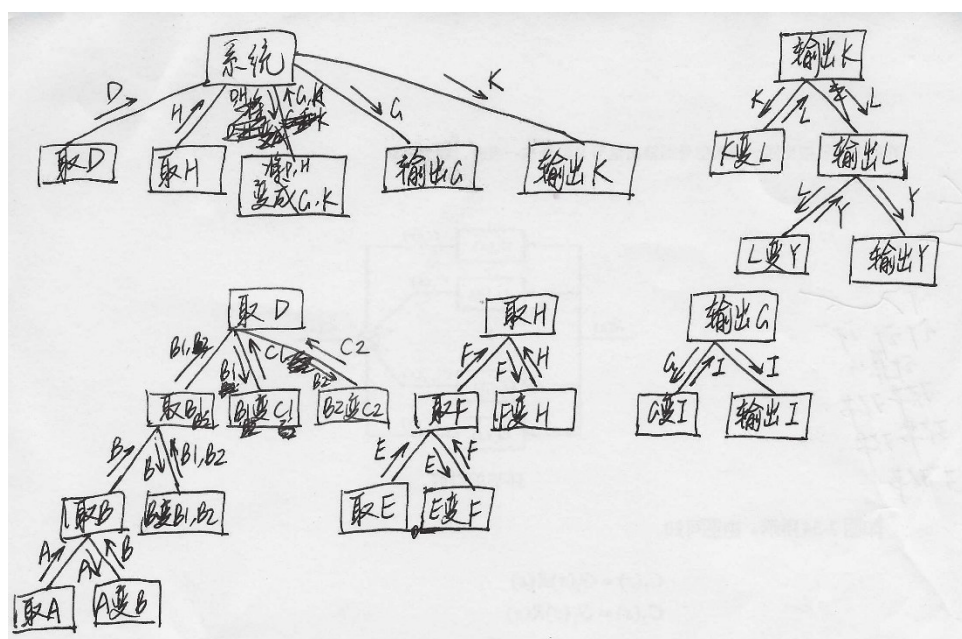 系统
D
H
D,H
G,K
G
K
取D
取H
将D,H
变成G,K
输出G
输出K
输出K
K
L
L
K变L
输出L
L
Y
Y
L变Y
输出Y
取D
B1,B2
B1
C1
C2
B2
取B1
B2
B1变C1
B2变C2
B
B
B1,B2
取B
B变B1,B2
A
A
B
取A
A变B
取H
F
F
H
取F
F变H
E
E
F
取E
E变F
输出G
G
I
I
G变I
输出I